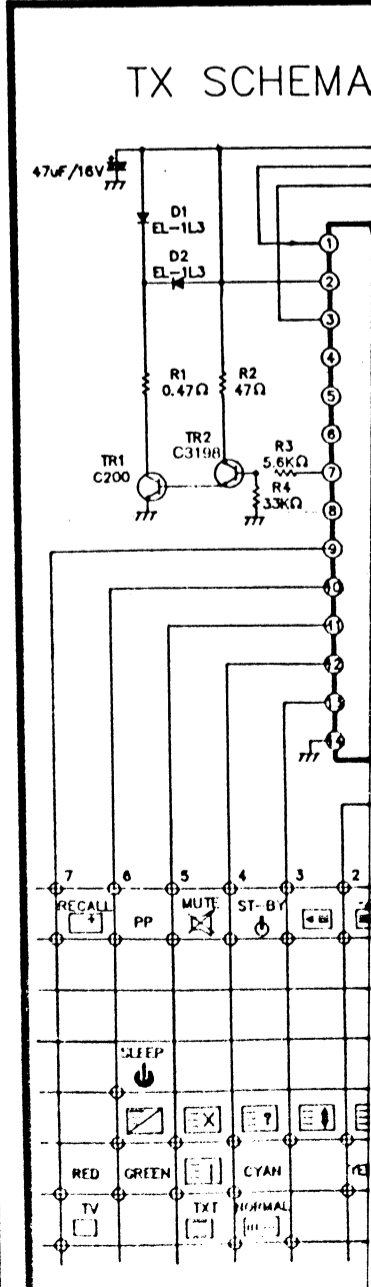 TX SCHEMA
47uF/16V
D1
EL-1L3
D2
EL-1L3
1
2
3
4
5
6
7
8
9
10
11
12
13
14
R1
0.47Ω
R2
47Ω
TR1
C200
TR2
C3198
R3
5.6KΩ
R4
33KΩ
7 6 5 4 3 2
RECALL
+
PP
MUTE
ST-BY
SLEEP
X
?
RED GREEN CYAN YE
TV TXT NORMAL